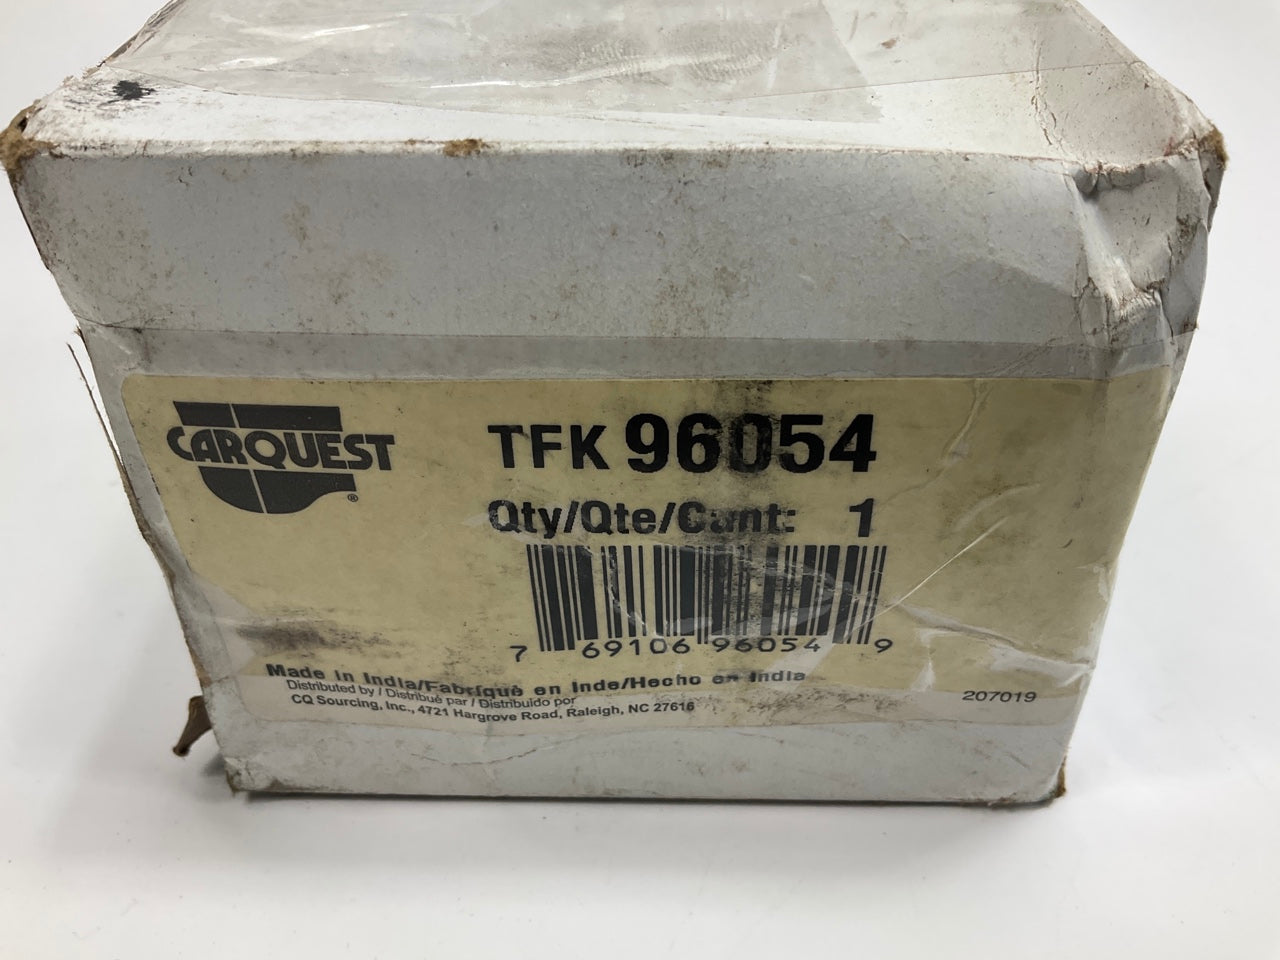 CARQUEST
®
TFK 96054
Qty/Qte/Cant: 1
7 69106 96054 9
Made in India/Fabriqué en Inde/Hecho en India
Distributed by / Distribué par / Distribuido por
CQ Sourcing, Inc., 4721 Hargrove Road, Raleigh, NC 27616
207019